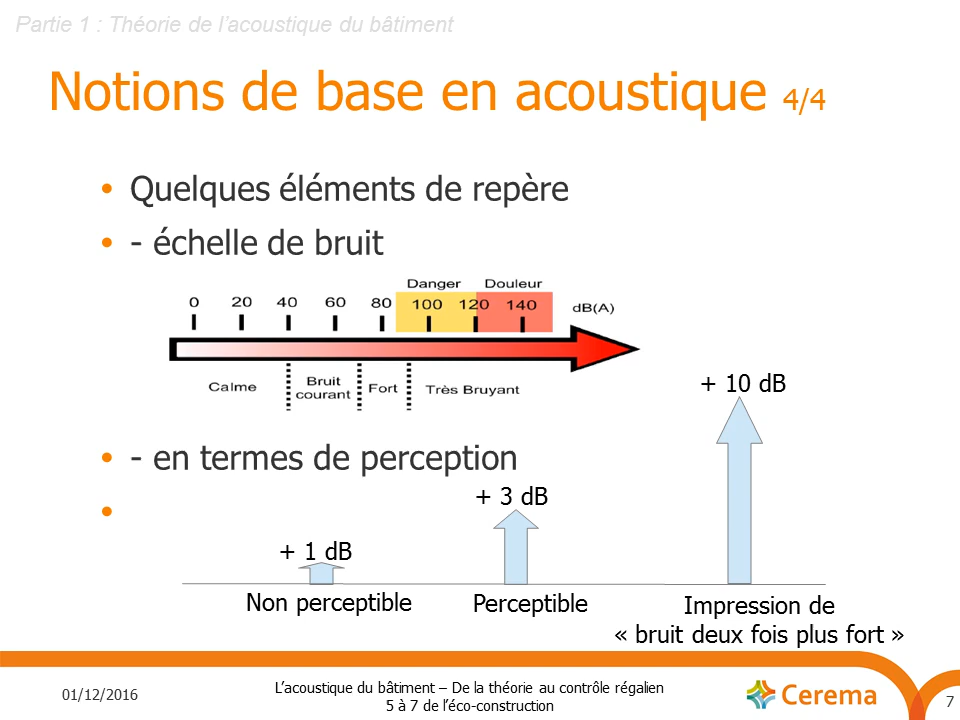 Partie 1 : Théorie de l’acoustique du bâtiment
Notions de base en acoustique 4/4
• Quelques éléments de repère
• - échelle de bruit
Danger Douleur
0 20 40 60 80 100 120 140 dB(A)
Calme
Bruit
courant
Fort
Très Bruyant
• - en termes de perception
•
+ 1 dB
+ 3 dB
+ 10 dB
Non perceptible
Perceptible
Impression de
« bruit deux fois plus fort »
01/12/2016
L’acoustique du bâtiment – De la théorie au contrôle régalien
5 à 7 de l’éco-construction
Cerema
7